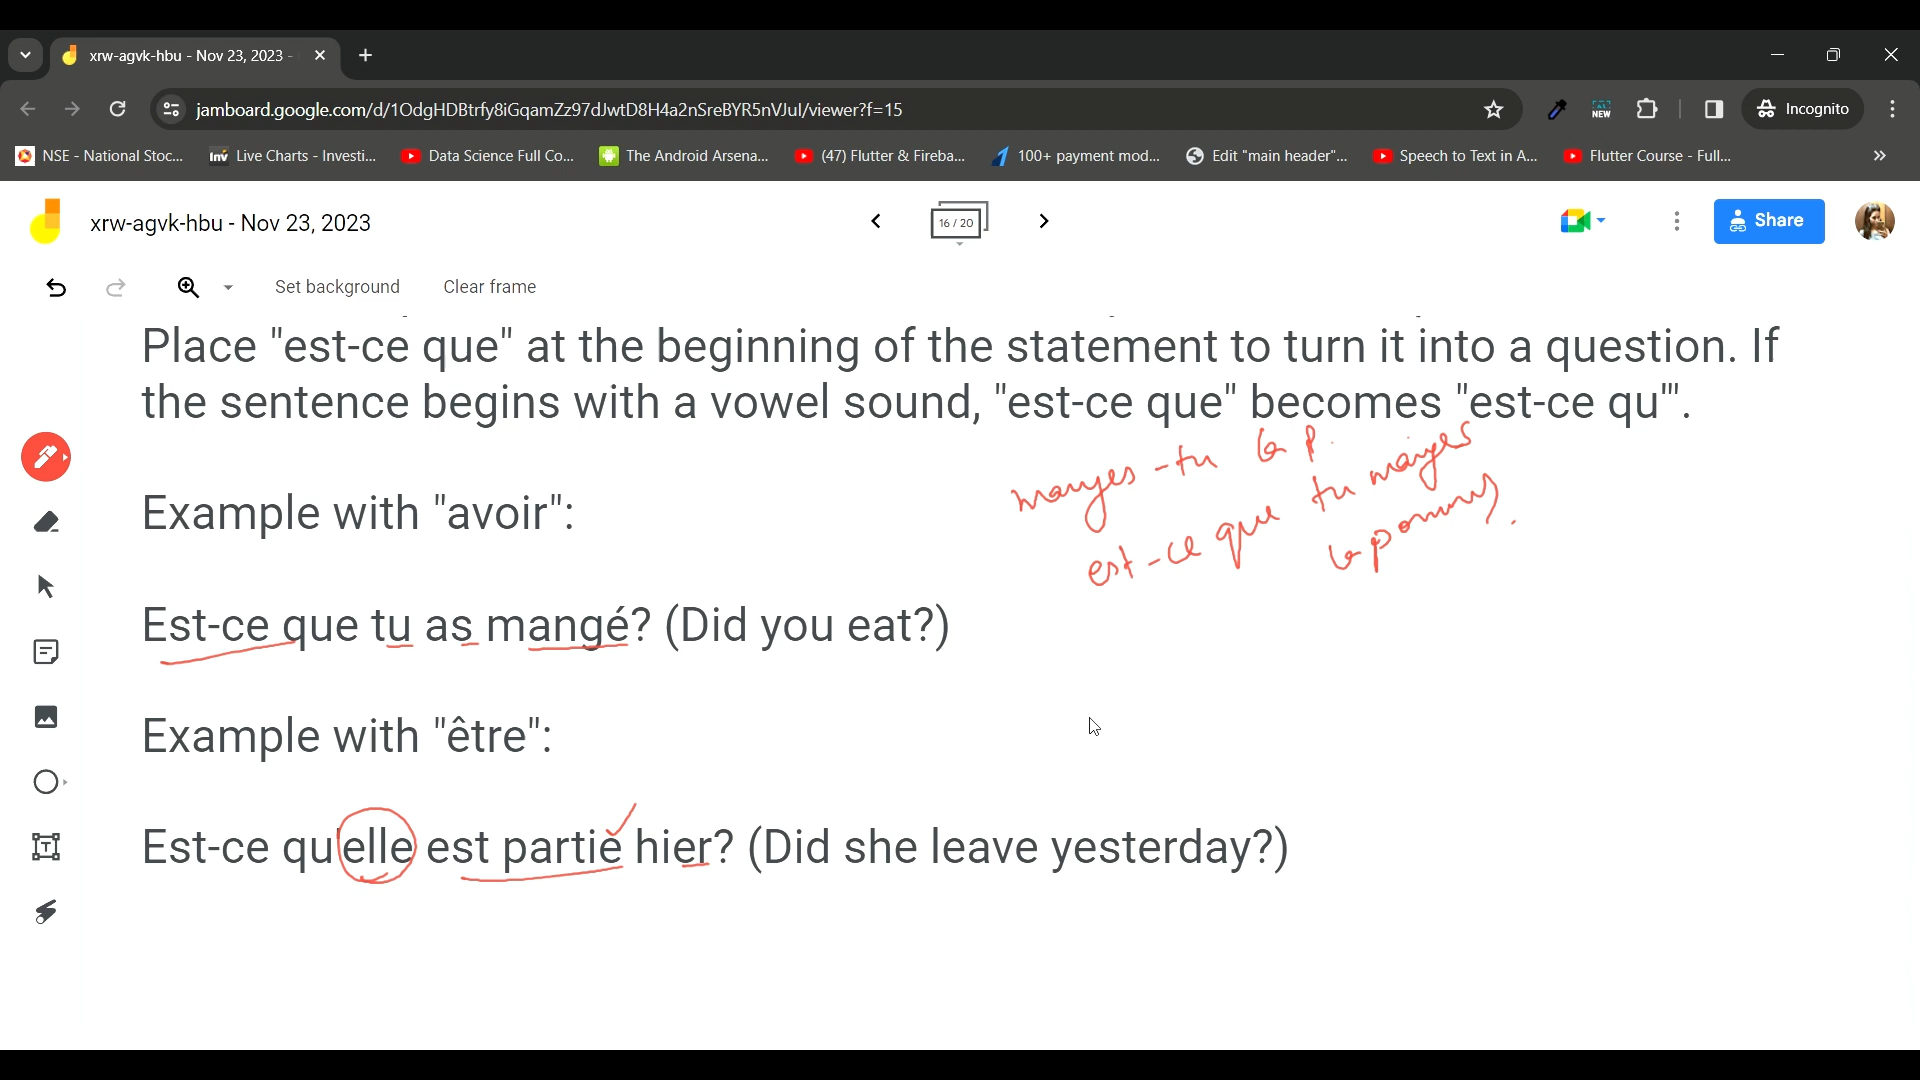 xrw-agvk-hbu - Nov 23, 2023 -
jamboard.google.com/d/1OdgHDBtrfy8iGqamZz97dJwtD8H4a2nSreBYR5nVJuI/viewer?f=15
NEW
Incognito
NSE - National Stoc...
Inv Live Charts - Investi...
Data Science Full Co...
The Android Arsena...
(47) Flutter & Fireba...
100+ payment mod...
Edit "main header"...
Speech to Text in A...
Flutter Course - Full...
xrw-agvk-hbu - Nov 23, 2023
16 / 20
Share
Set background
Clear frame
Place "est-ce que" at the beginning of the statement to turn it into a question. If
the sentence begins with a vowel sound, "est-ce que" becomes "est-ce qu'".
manges-tu la p.
Example with "avoir":
est-ce que tu manges
Est-ce que tu as mangé? (Did you eat?)
Example with "être":
Est-ce qu'elle est partie hier? (Did she leave yesterday?)